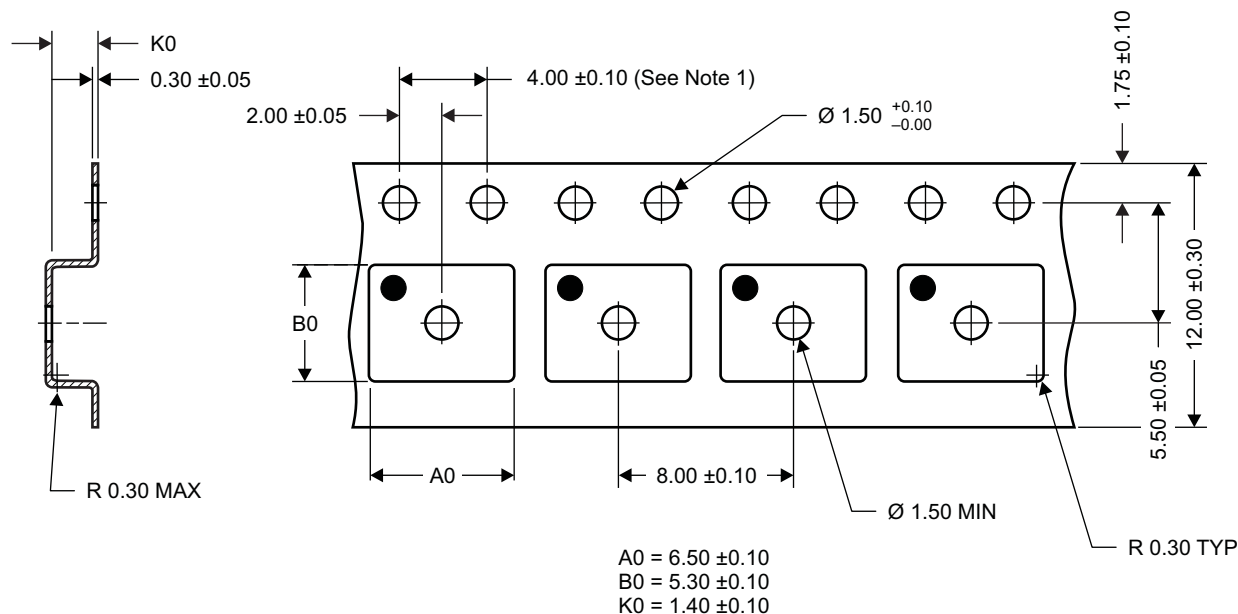 K0
0.30 ±0.05
4.00 ±0.10 (See Note 1)
2.00 ±0.05
Ø 1.50 +0.10 –0.00
1.75 ±0.10
B0
12.00 ±0.30
5.50 ±0.05
A0
8.00 ±0.10
R 0.30 MAX
Ø 1.50 MIN
R 0.30 TYP
A0 = 6.50 ±0.10
B0 = 5.30 ±0.10
K0 = 1.40 ±0.10